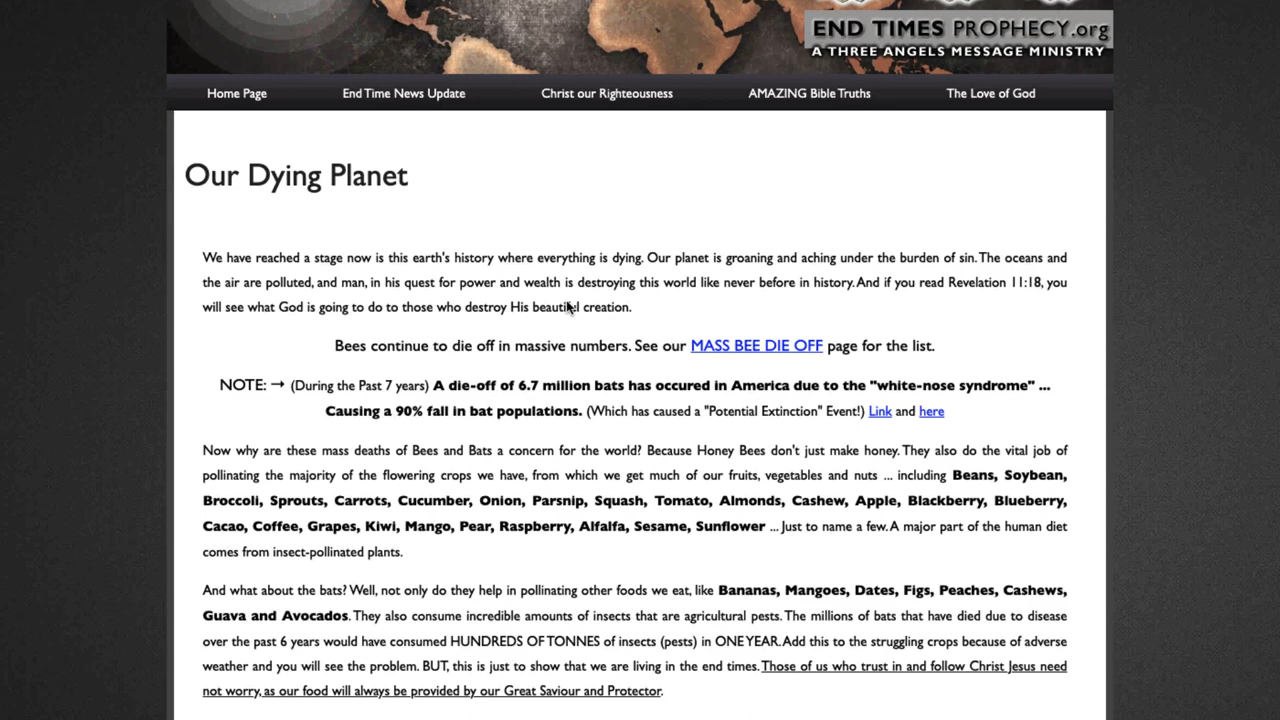 END TIMES PROPHECY.org
A THREE ANGELS MESSAGE MINISTRY
Home Page End Time News Update Christ our Righteousness AMAZING Bible Truths The Love of God
Our Dying Planet
We have reached a stage now is this earth's history where everything is dying. Our planet is groaning and aching under the burden of sin. The oceans and
the air are polluted, and man, in his quest for power and wealth is destroying this world like never before in history. And if you read Revelation 11:18, you
will see what God is going to do to those who destroy His beautiful creation.
Bees continue to die off in massive numbers. See our MASS BEE DIE OFF page for the list.
NOTE: → (During the Past 7 years) A die-off of 6.7 million bats has occured in America due to the "white-nose syndrome" ...
Causing a 90% fall in bat populations. (Which has caused a "Potential Extinction" Event!) Link and here
Now why are these mass deaths of Bees and Bats a concern for the world? Because Honey Bees don't just make honey. They also do the vital job of
pollinating the majority of the flowering crops we have, from which we get much of our fruits, vegetables and nuts ... including Beans, Soybean,
Broccoli, Sprouts, Carrots, Cucumber, Onion, Parsnip, Squash, Tomato, Almonds, Cashew, Apple, Blackberry, Blueberry,
Cacao, Coffee, Grapes, Kiwi, Mango, Pear, Raspberry, Alfalfa, Sesame, Sunflower ... Just to name a few. A major part of the human diet
comes from insect-pollinated plants.
And what about the bats? Well, not only do they help in pollinating other foods we eat, like Bananas, Mangoes, Dates, Figs, Peaches, Cashews,
Guava and Avocados. They also consume incredible amounts of insects that are agricultural pests. The millions of bats that have died due to disease
over the past 6 years would have consumed HUNDREDS OF TONNES of insects (pests) in ONE YEAR. Add this to the struggling crops because of adverse
weather and you will see the problem. BUT, this is just to show that we are living in the end times. Those of us who trust in and follow Christ Jesus need
not worry, as our food will always be provided by our Great Saviour and Protector.